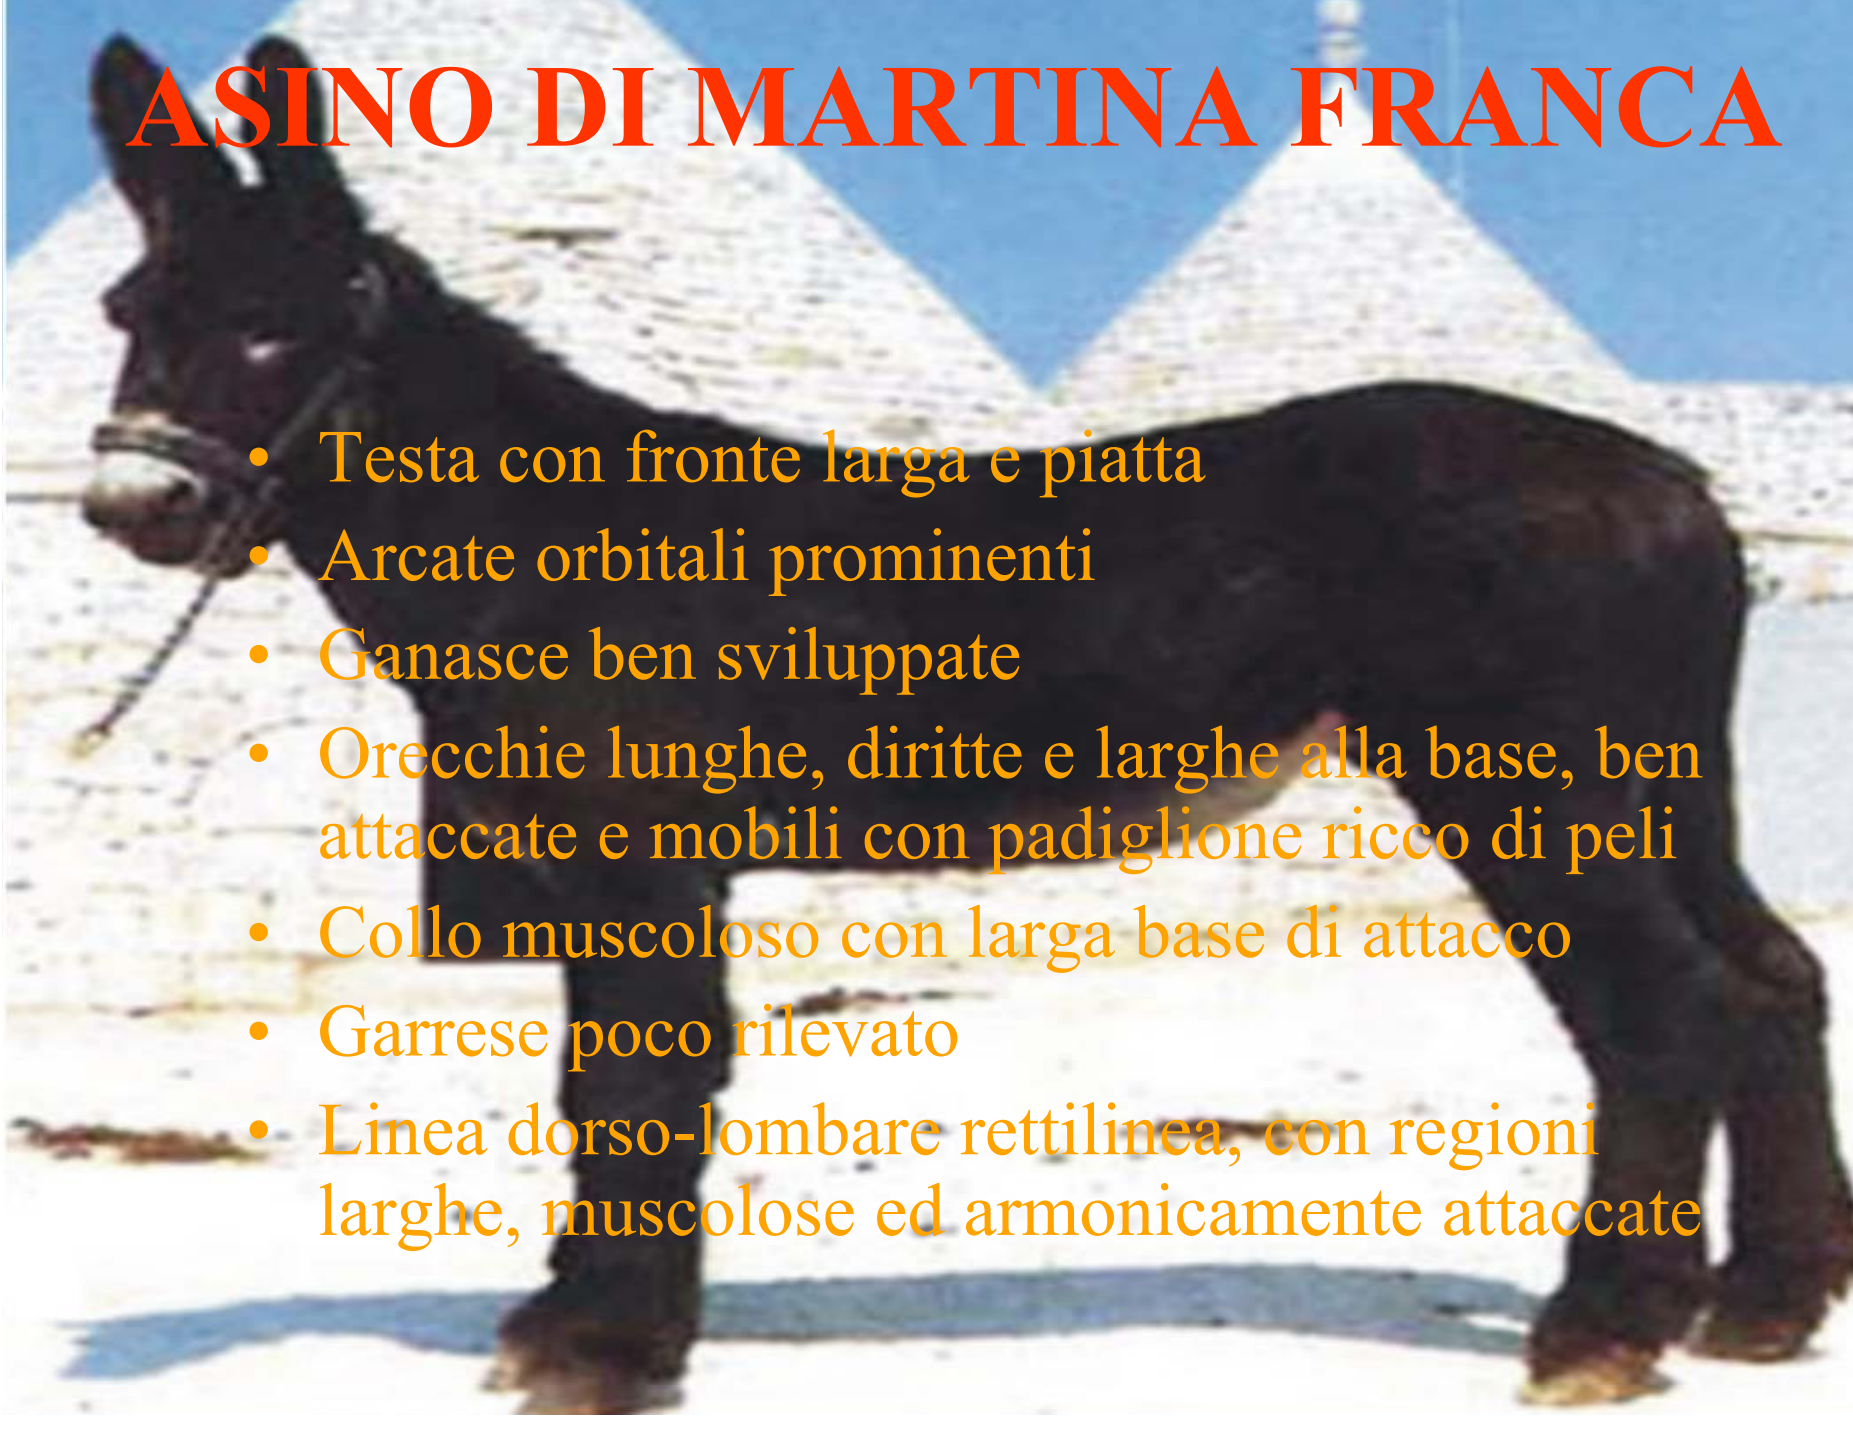 ASINO DI MARTINA FRANCA
• Testa con fronte larga e piatta
• Arcate orbitali prominenti
• Ganasce ben sviluppate
• Orecchie lunghe, diritte e larghe alla base, ben
attaccate e mobili con padiglione ricco di peli
• Collo muscoloso con larga base di attacco
• Garrese poco rilevato
• Linea dorso-lombare rettilinea, con regioni
larghe, muscolose ed armonicamente attaccate